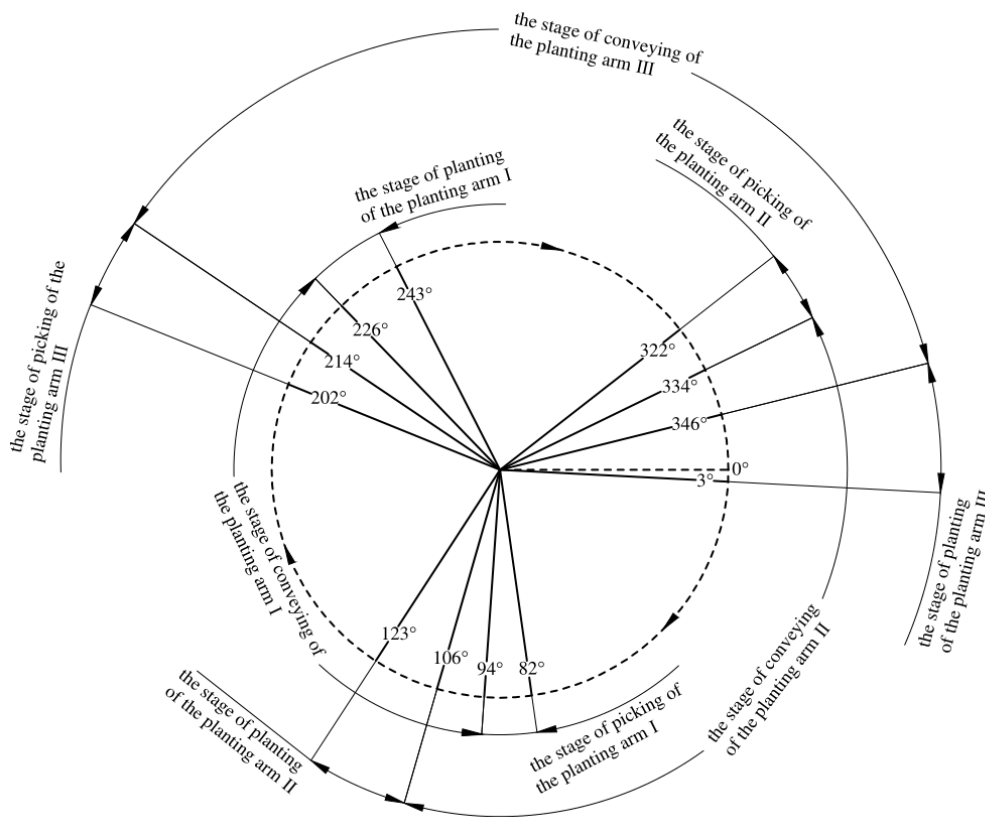 the stage of conveying of
the planting arm III
the stage of picking of
the planting arm II
the stage of planting
of the planting arm I
the stage of picking of the
planting arm III
243°
226°
214°
202°
322°
334°
346°
0°
3°
the stage of planting
of the planting arm III
the stage of conveying of
the planting arm I
123°
106°
94°
82°
the stage of conveying
of the planting arm II
the stage of planting
of the planting arm II
the stage of picking of
the planting arm I